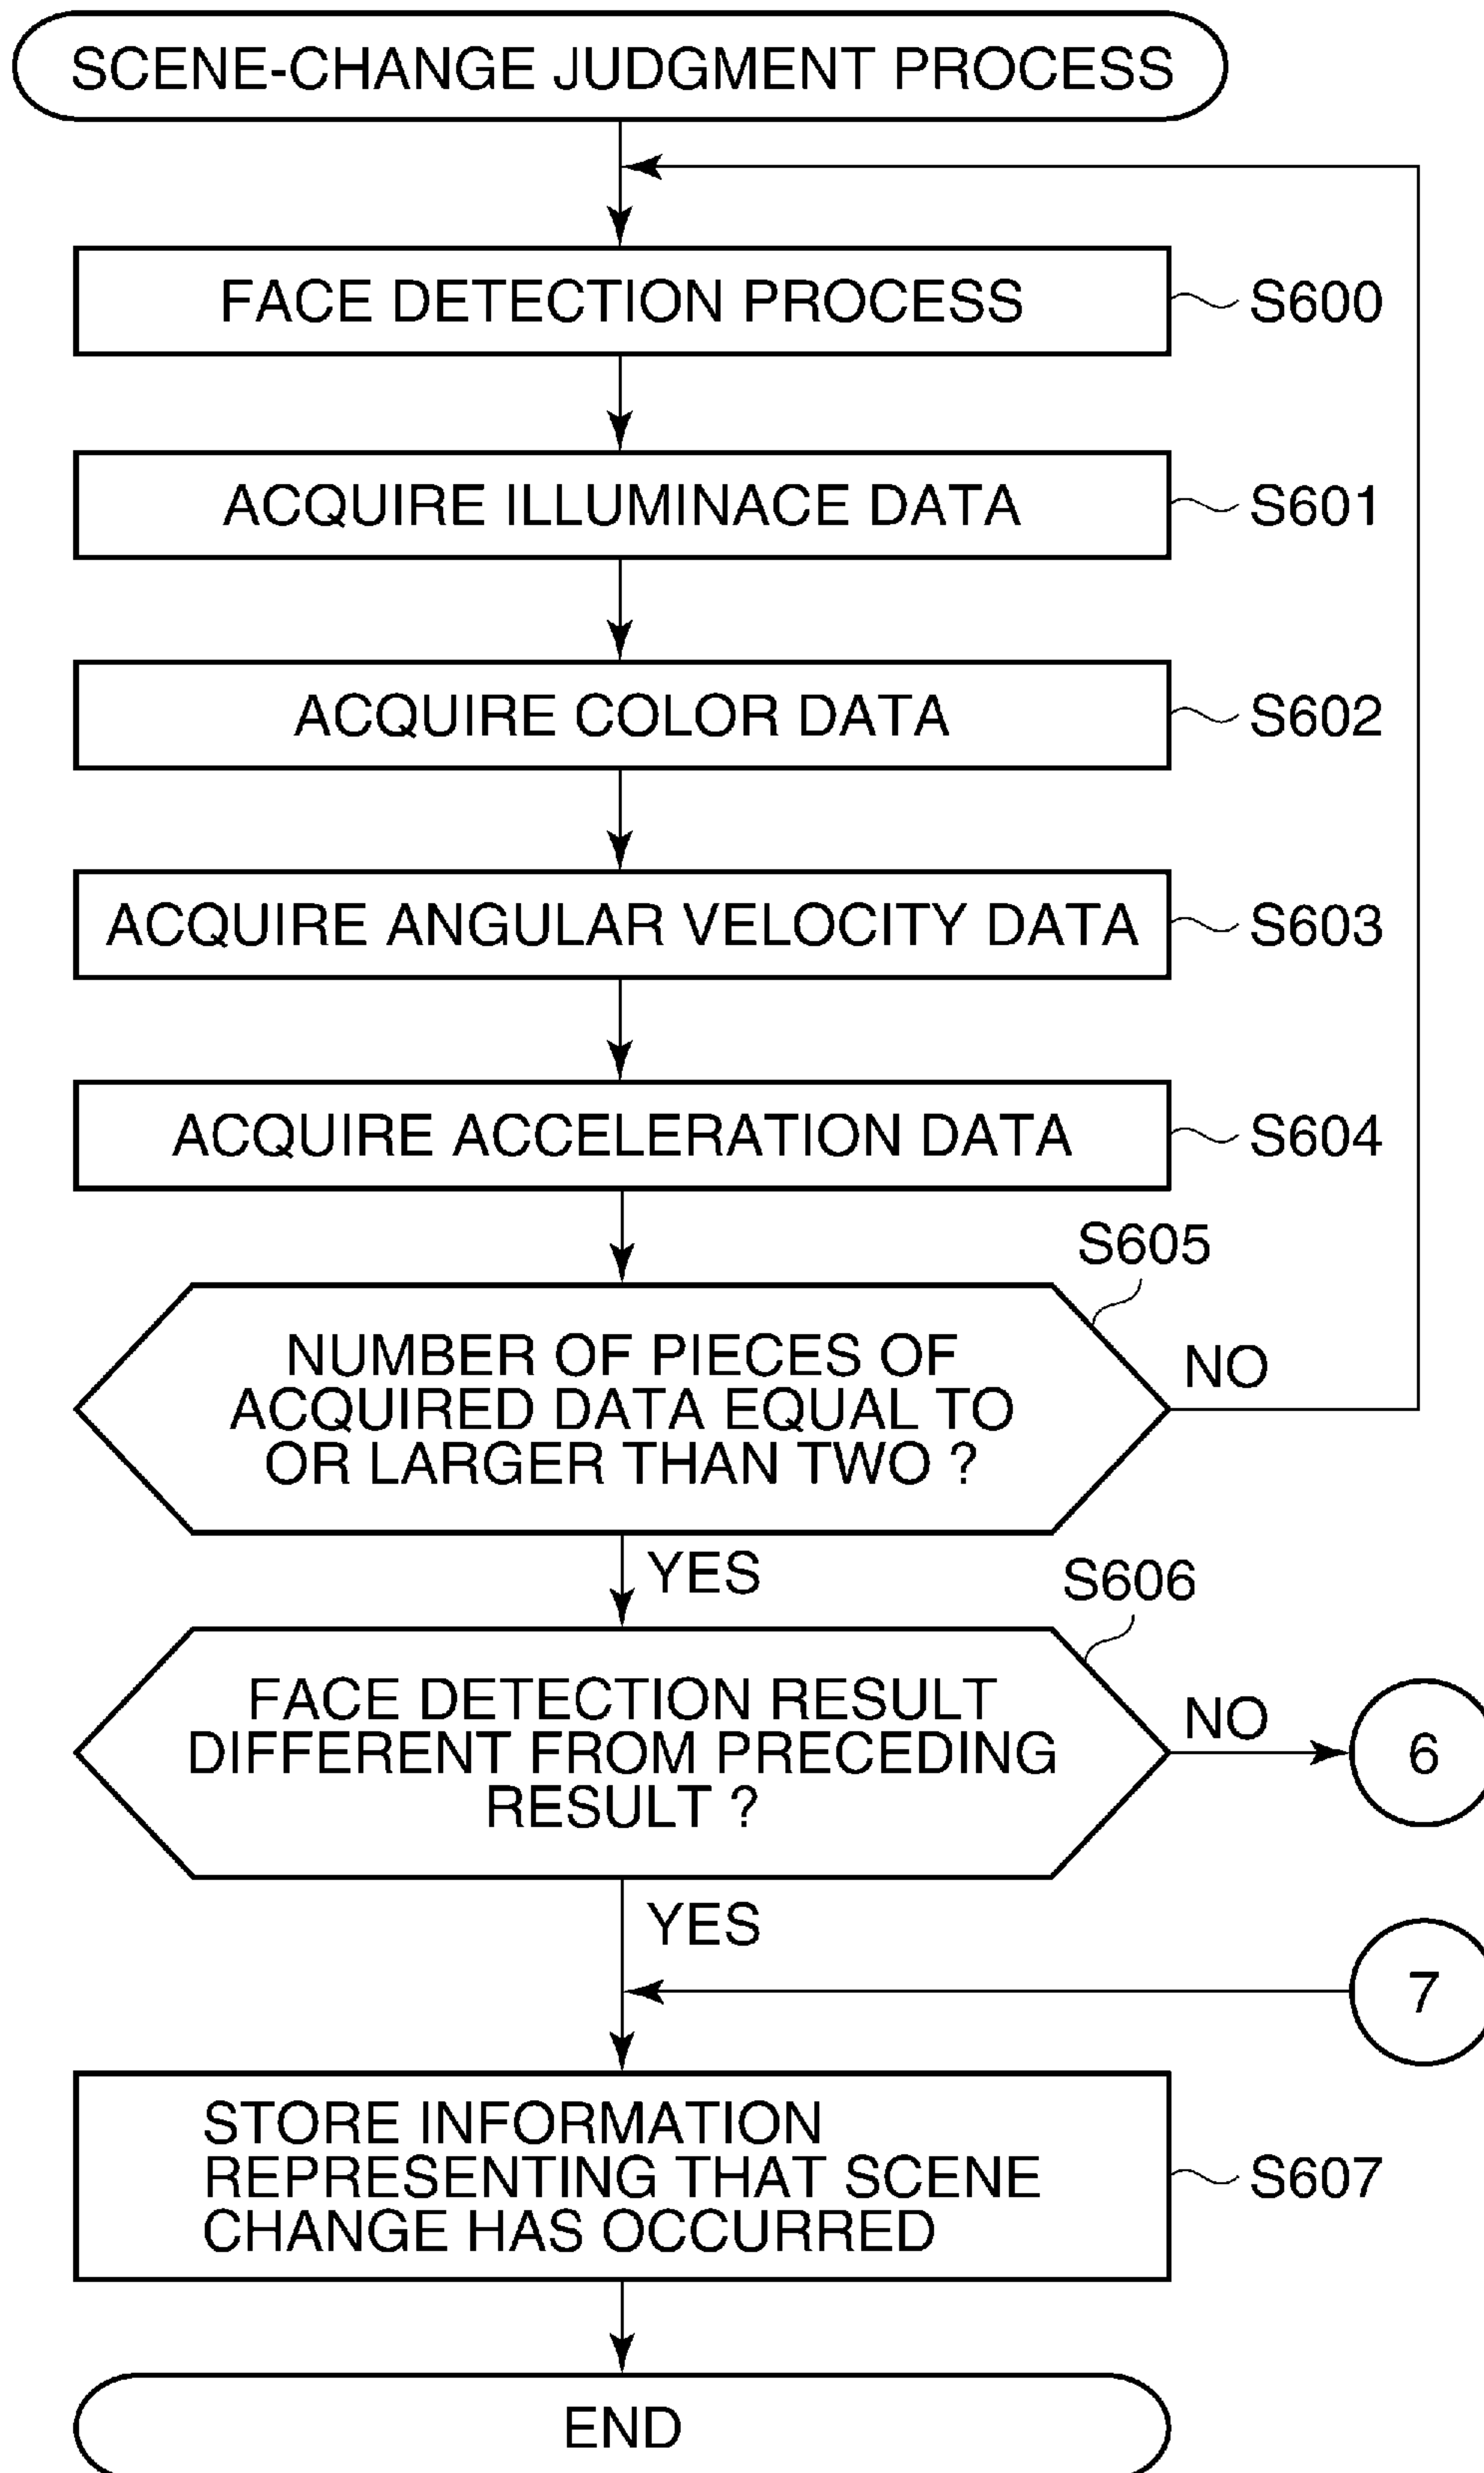 SCENE-CHANGE JUDGMENT PROCESS
FACE DETECTION PROCESS
S600
ACQUIRE ILLUMINACE DATA
S601
ACQUIRE COLOR DATA
S602
ACQUIRE ANGULAR VELOCITY DATA
S603
ACQUIRE ACCELERATION DATA
S604
S605
NUMBER OF PIECES OF
ACQUIRED DATA EQUAL TO
OR LARGER THAN TWO ?
NO
YES
S606
FACE DETECTION RESULT
DIFFERENT FROM PRECEDING
RESULT ?
NO
6
YES
7
STORE INFORMATION
REPRESENTING THAT SCENE
CHANGE HAS OCCURRED
S607
END